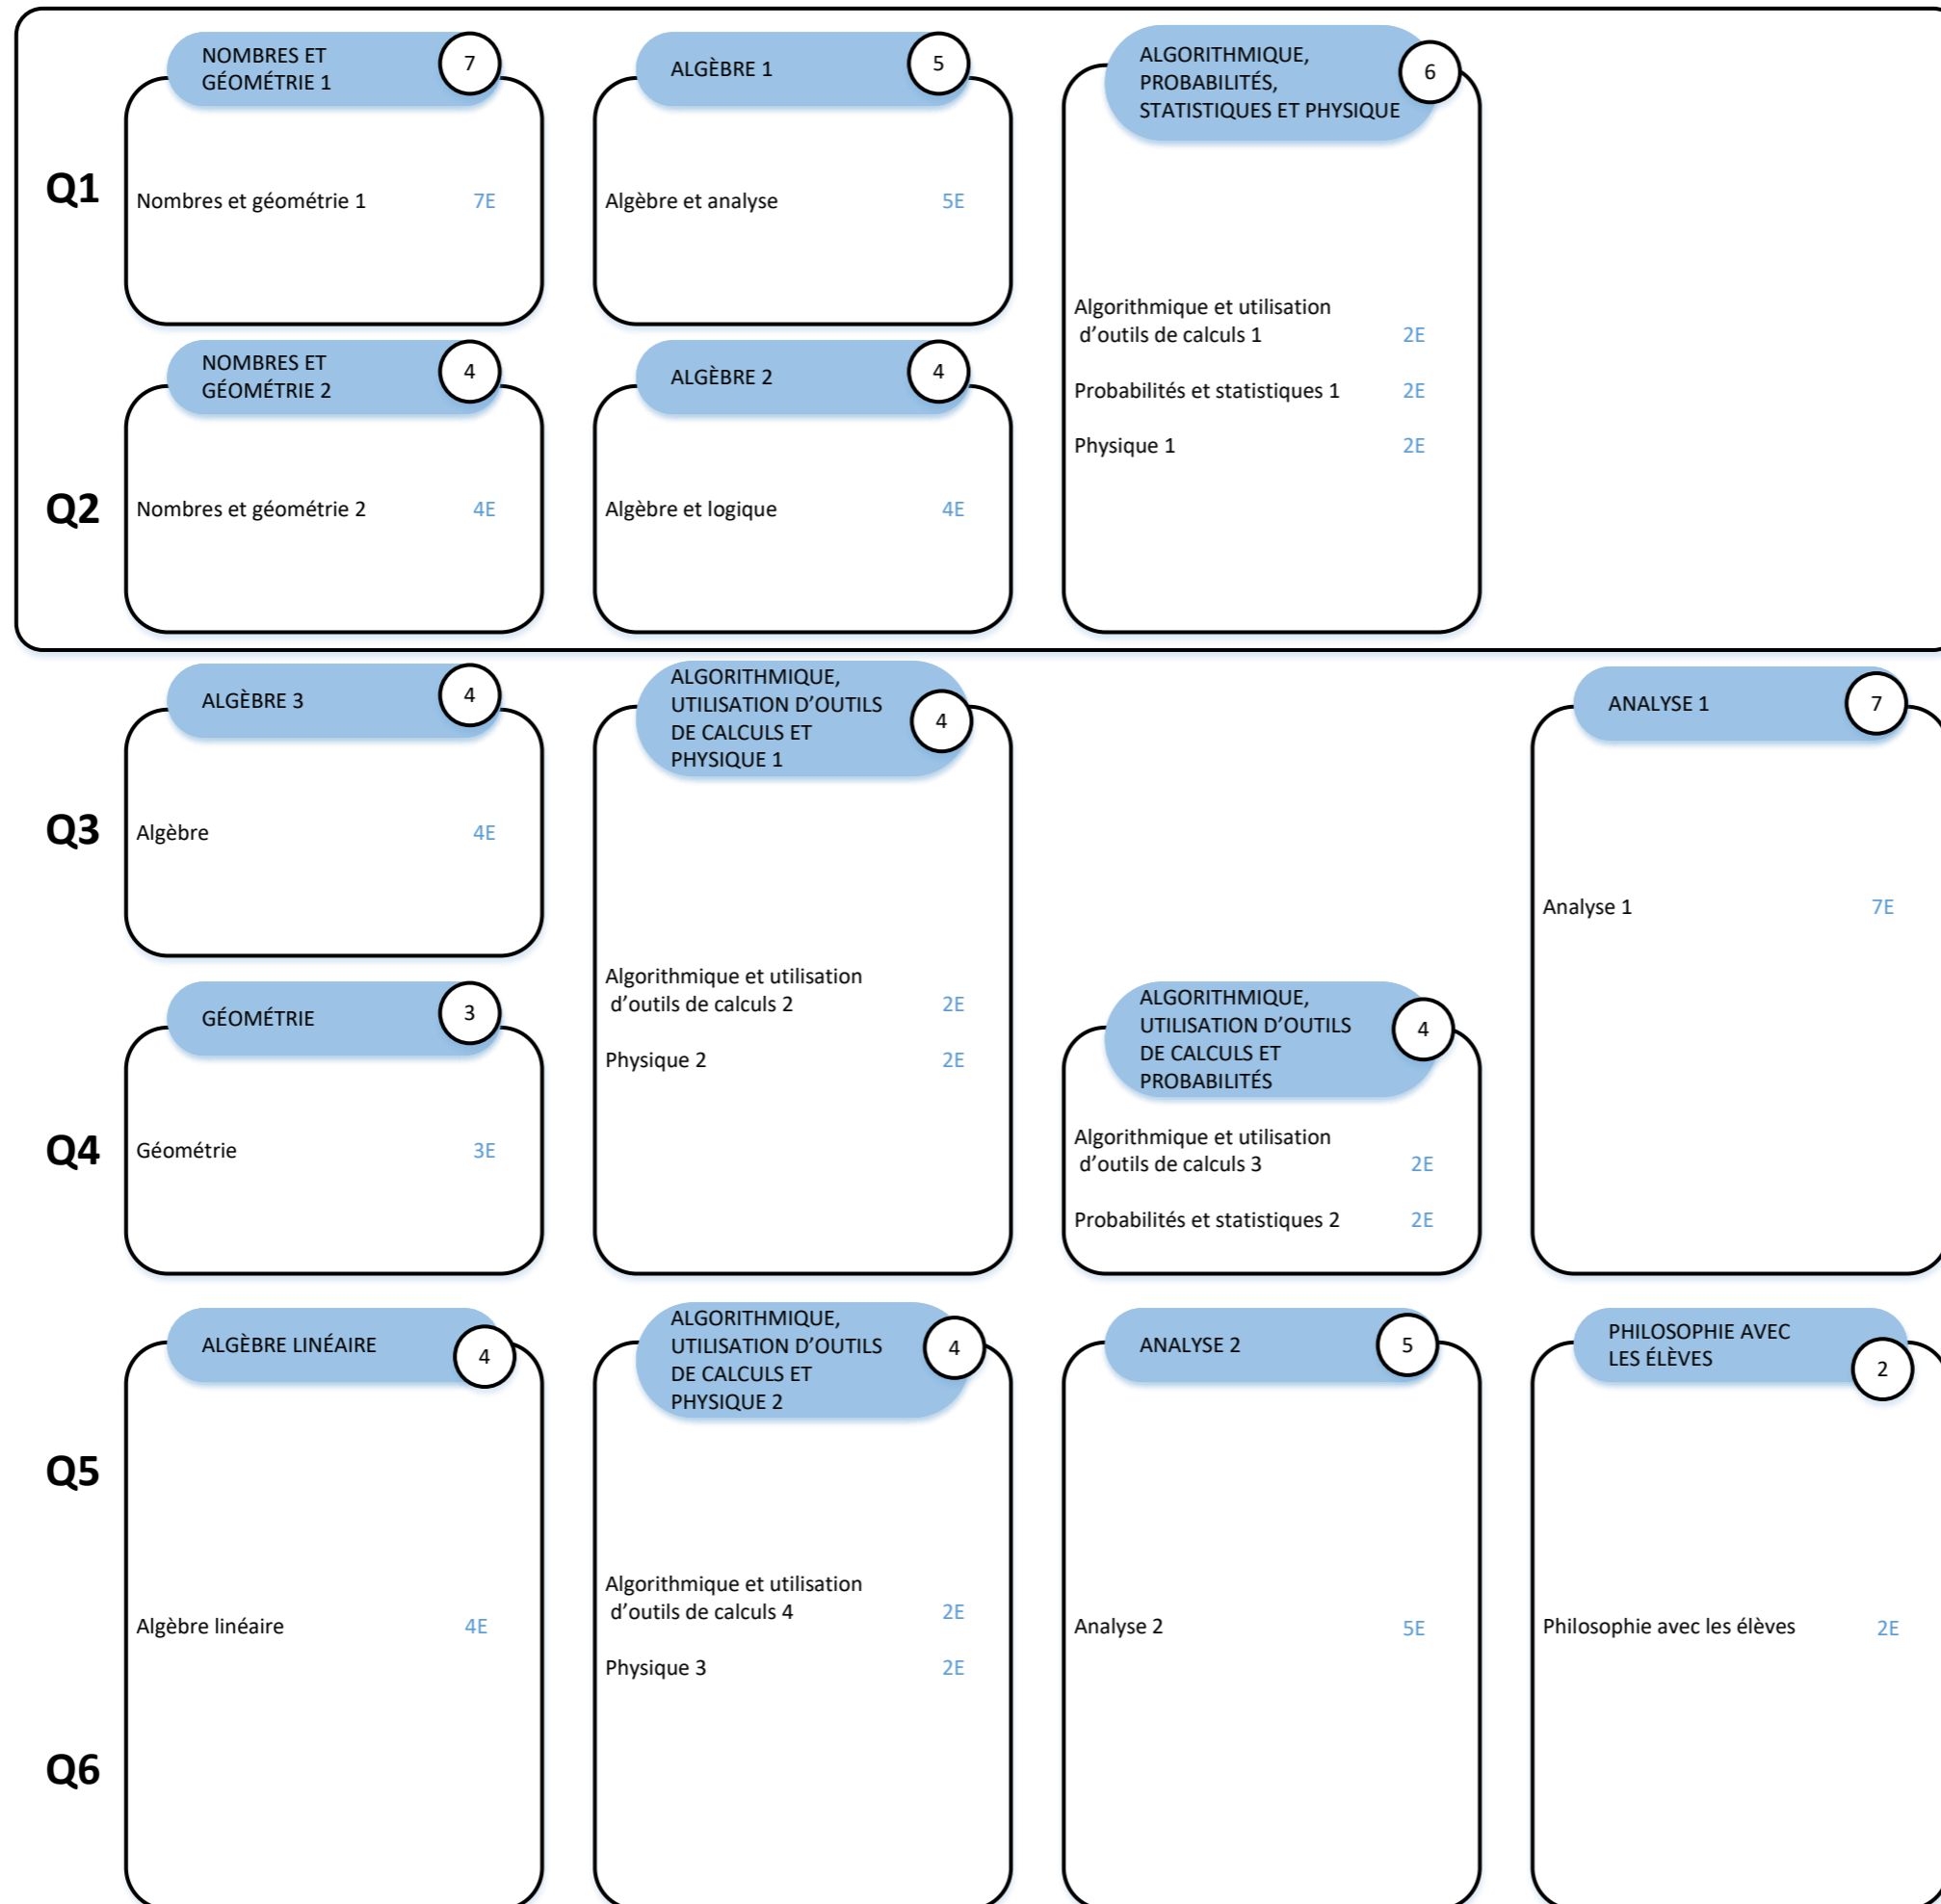 NOMBRES ET
GÉOMÉTRIE 1
7
Nombres et géométrie 1 7E
ALGÈBRE 1
5
Algèbre et analyse 5E
ALGORITHMIQUE,
PROBABILITÉS,
STATISTIQUES ET PHYSIQUE
6
Algorithmique et utilisation
d'outils de calculs 1 2E
Probabilités et statistiques 1 2E
Physique 1 2E
Q1
NOMBRES ET
GÉOMÉTRIE 2
4
Nombres et géométrie 2 4E
ALGÈBRE 2
4
Algèbre et logique 4E
Q2
ALGÈBRE 3
4
Algèbre 4E
ALGORITHMIQUE,
UTILISATION D'OUTILS
DE CALCULS ET
PHYSIQUE 1
4
Algorithmique et utilisation
d'outils de calculs 2 2E
Physique 2 2E
ANALYSE 1
7
Analyse 1 7E
Q3
GÉOMÉTRIE
3
Géométrie 3E
ALGORITHMIQUE,
UTILISATION D'OUTILS
DE CALCULS ET
PROBABILITÉS
4
Algorithmique et utilisation
d'outils de calculs 3 2E
Probabilités et statistiques 2 2E
Q4
ALGÈBRE LINÉAIRE
4
Algèbre linéaire 4E
ALGORITHMIQUE,
UTILISATION D'OUTILS
DE CALCULS ET
PHYSIQUE 2
4
Algorithmique et utilisation
d'outils de calculs 4 2E
Physique 3 2E
ANALYSE 2
5
Analyse 2 5E
PHILOSOPHIE AVEC
LES ÉLÈVES
2
Philosophie avec les élèves 2E
Q5
Q6